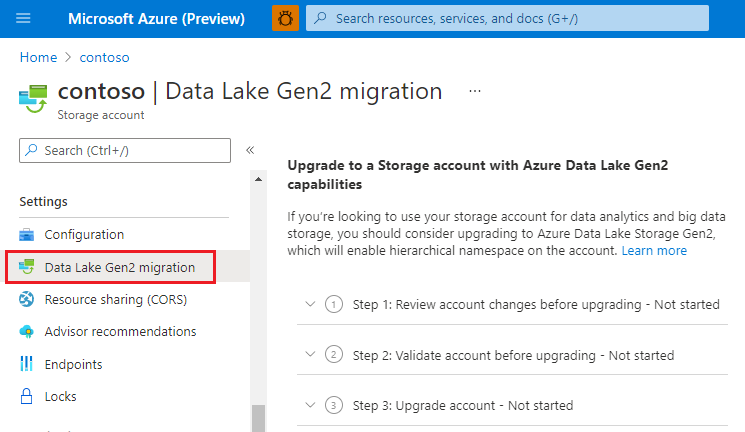 Microsoft Azure (Preview)
Search resources, services, and docs (G+/)
Home > contoso
contoso | Data Lake Gen2 migration ...
Storage account
Search (Ctrl+/)
«
Settings
Configuration
Data Lake Gen2 migration
Resource sharing (CORS)
Advisor recommendations
Endpoints
Locks
Upgrade to a Storage account with Azure Data Lake Gen2
capabilities
If you're looking to use your storage account for data analytics and big data
storage, you should consider upgrading to Azure Data Lake Storage Gen2,
which will enable hierarchical namespace on the account. Learn more
1 Step 1: Review account changes before upgrading - Not started
2 Step 2: Validate account before upgrading - Not started
3 Step 3: Upgrade account - Not started